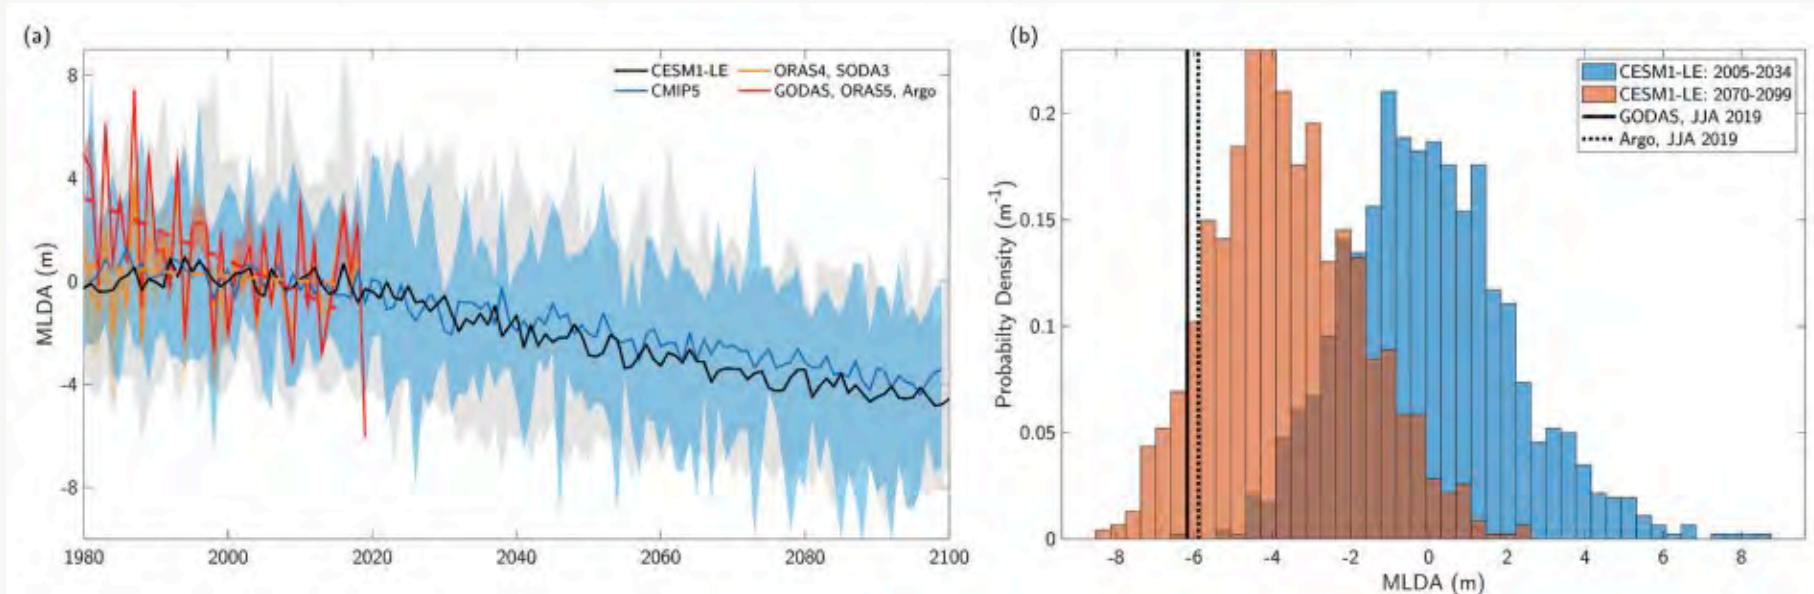 (a)
8
4
0
-4
-8
MLDA (m)
1980 2000 2020 2040 2060 2080 2100
CESM1-LE
CMIP5
ORAS4, SODA3
GODAS, ORAS5, Argo
(b)
0.2
0.15
0.1
0.05
0
Probabilty Density (m⁻¹)
-8 -6 -4 -2 0 2 4 6 8
MLDA (m)
CESM1-LE: 2005-2034
CESM1-LE: 2070-2099
GODAS, JJA 2019
Argo, JJA 2019